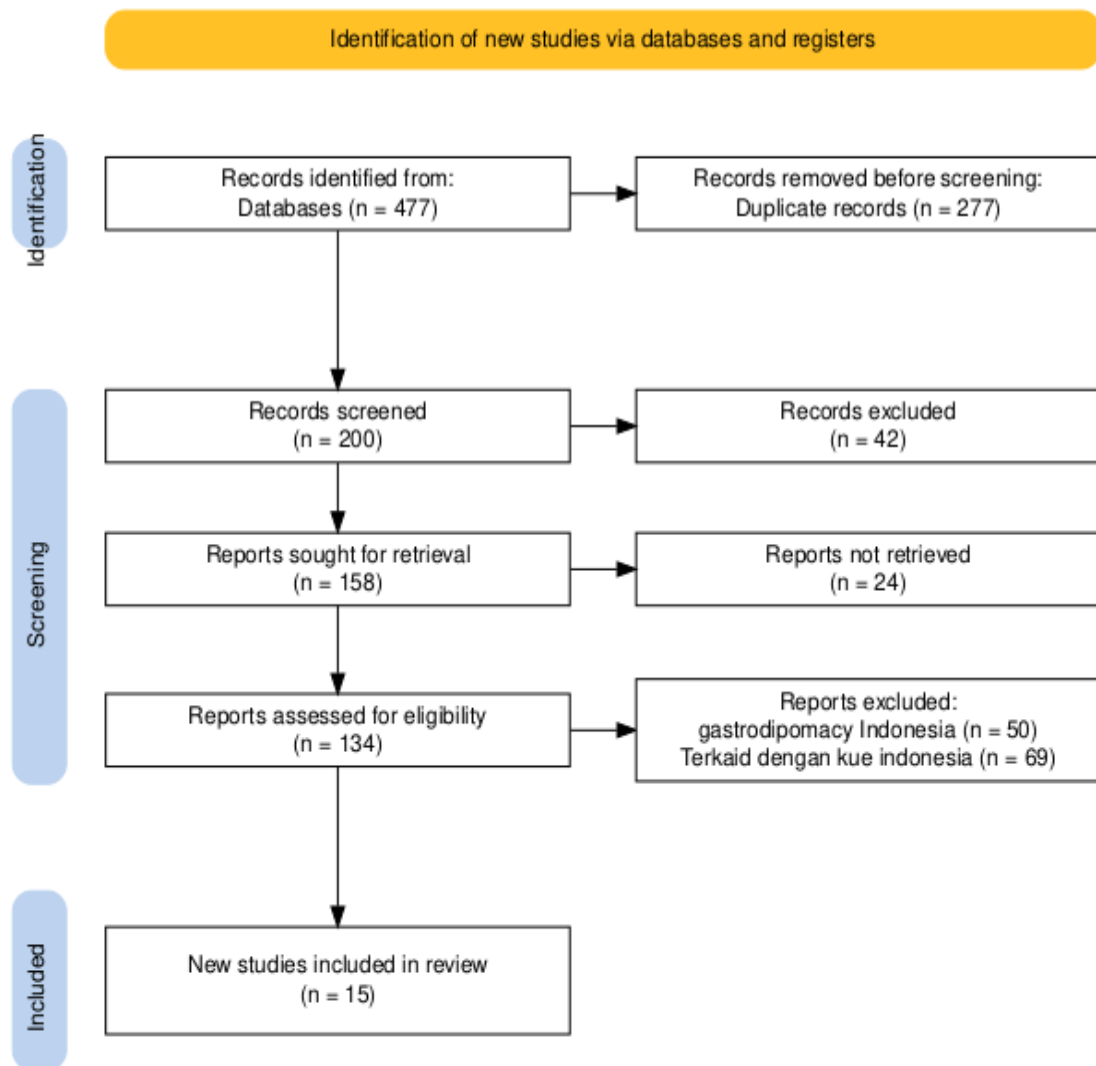 Identification of new studies via databases and registers
Identification
Records identified from:
Databases (n = 477)
Records removed before screening:
Duplicate records (n = 277)
Screening
Records screened
(n = 200)
Records excluded
(n = 42)
Reports sought for retrieval
(n = 158)
Reports not retrieved
(n = 24)
Reports assessed for eligibility
(n = 134)
Reports excluded:
gastrodipomacy Indonesia (n = 50)
Terkaid dengan kue indonesia (n = 69)
Included
New studies included in review
(n = 15)